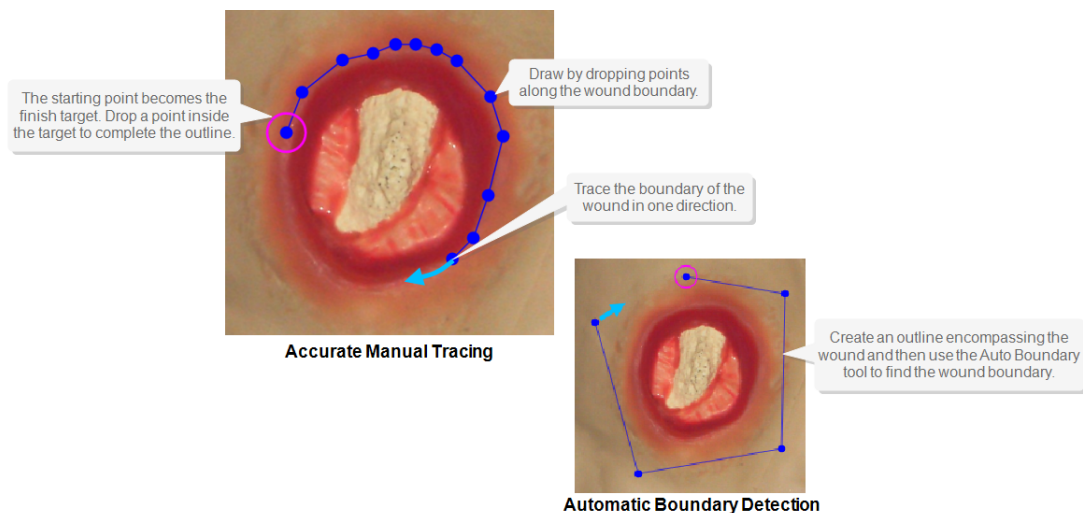 The starting point becomes the
finish target. Drop a point inside
the target to complete the outline.
Draw by dropping points
along the wound boundary.
Trace the boundary of the
wound in one direction.
Accurate Manual Tracing
Create an outline encompassing the
wound and then use the Auto Boundary
tool to find the wound boundary.
Automatic Boundary Detection